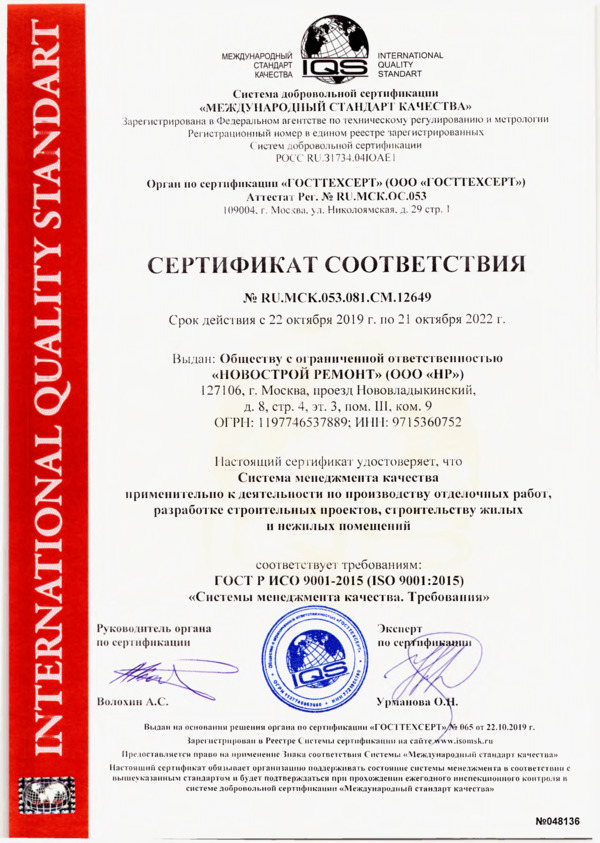 INTERNATIONAL QUALITY STANDART
МЕЖДУНАРОДНЫЙ
СТАНДАРТ
КАЧЕСТВА
IQS
INTERNATIONAL
QUALITY
STANDART
Система добровольной сертификации
«МЕЖДУНАРОДНЫЙ СТАНДАРТ КАЧЕСТВА»
Зарегистрирована в Федеральном агентстве по техническому регулированию и метрологии
Регистрационный номер в едином реестре зарегистрированных
Систем добровольной сертификации
РОСС RU.31734.04ІОАЕ1
Орган по сертификации «ГОСТТЕХСЕРТ» (ООО «ГОСТТЕХСЕРТ»)
Аттестат Рег. № RU.МСК.ОС.053
109004, г. Москва, ул. Николоямская, д. 29 стр. 1
СЕРТИФИКАТ СООТВЕТСТВИЯ
№ RU.МСК.053.081.СМ.12649
Срок действия с 22 октября 2019 г. по 21 октября 2022 г.
Выдан: Обществу с ограниченной ответственностью
«НОВОСТРОЙ РЕМОНТ» (ООО «НР»)
127106, г. Москва, проезд Нововладыкинский,
д. 8, стр. 4, эт. 3, пом. III, ком. 9
ОГРН: 1197746537889; ИНН: 9715360752
Настоящий сертификат удостоверяет, что
Система менеджмента качества
применительно к деятельности по производству отделочных работ,
разработке строительных проектов, строительству жилых
и нежилых помещений
соответствует требованиям:
ГОСТ Р ИСО 9001-2015 (ISO 9001:2015)
«Системы менеджмента качества. Требования»
Руководитель органа
по сертификации
Волохин А.С.
IQS
Эксперт
по сертификации
Урманова О.Н.
Выдан на основания решения органа по сертификации «ГОСТТЕХСЕРТ» № 065 от 22.10.2019 г.
Зарегистрирован в Реестре Системы сертификации на сайте www.isomsk.ru
Предоставляется право на применение Знака соответствия Системы «Международный стандарт качества»
Настоящий сертификат обязывает организацию поддерживать состояние системы менеджмента в соответствии с
вышеуказанным стандартом и будет подтверждаться при прохождении ежегодного инспекционного контроля в
системе добровольной сертификации «Международный стандарт качества»
№048136